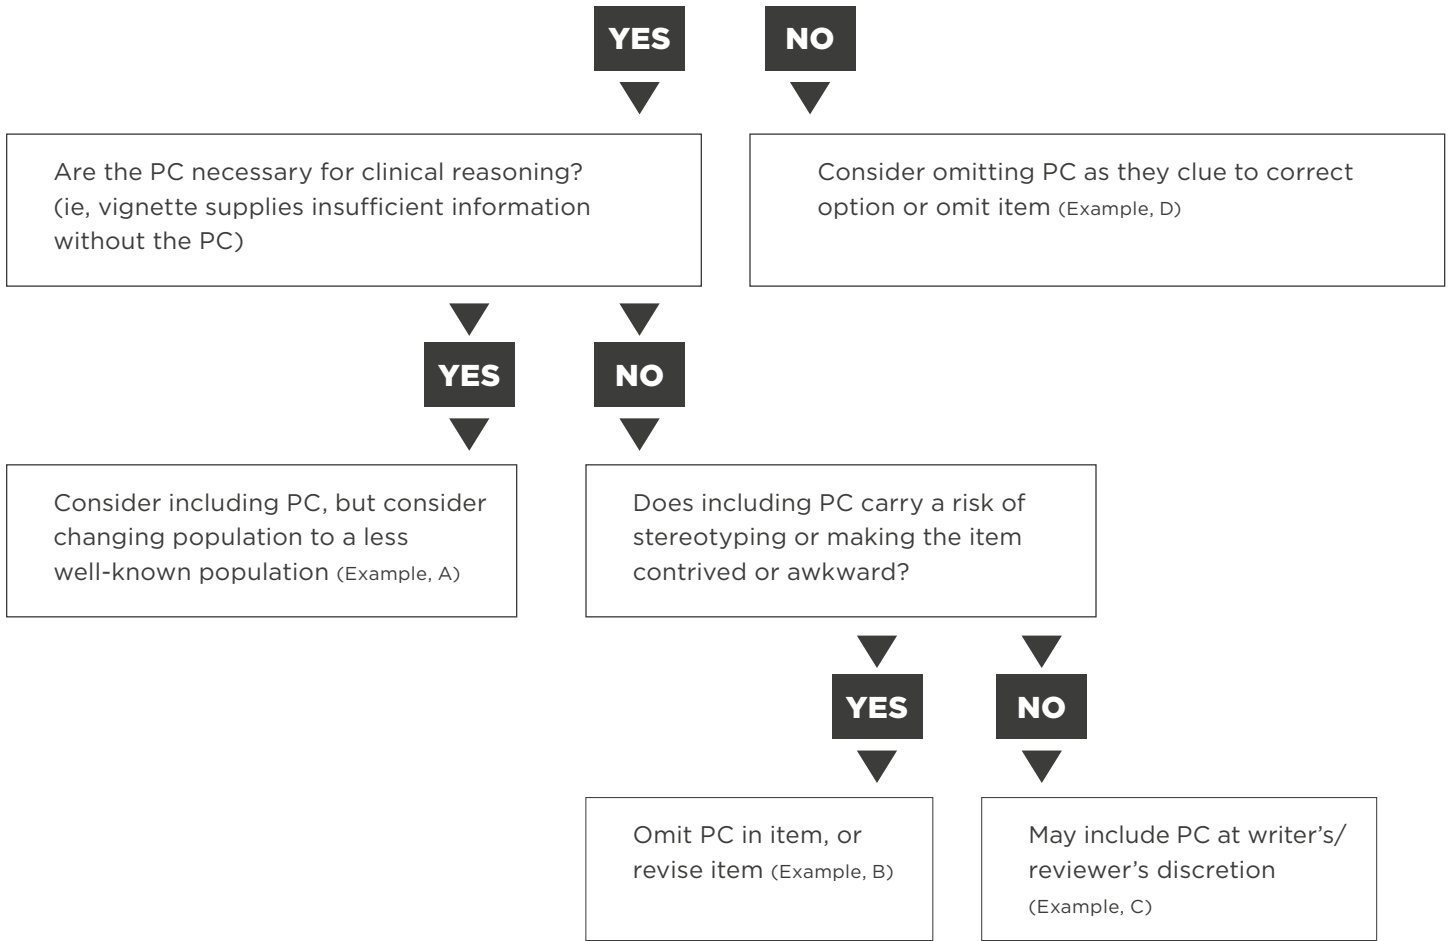 YES
NO
Are the PC necessary for clinical reasoning?
(ie, vignette supplies insufficient information
without the PC)
Consider omitting PC as they clue to correct
option or omit item (Example, D)
YES
NO
Consider including PC, but consider
changing population to a less
well-known population (Example, A)
Does including PC carry a risk of
stereotyping or making the item
contrived or awkward?
YES
NO
Omit PC in item, or
revise item (Example, B)
May include PC at writer’s/
reviewer’s discretion
(Example, C)